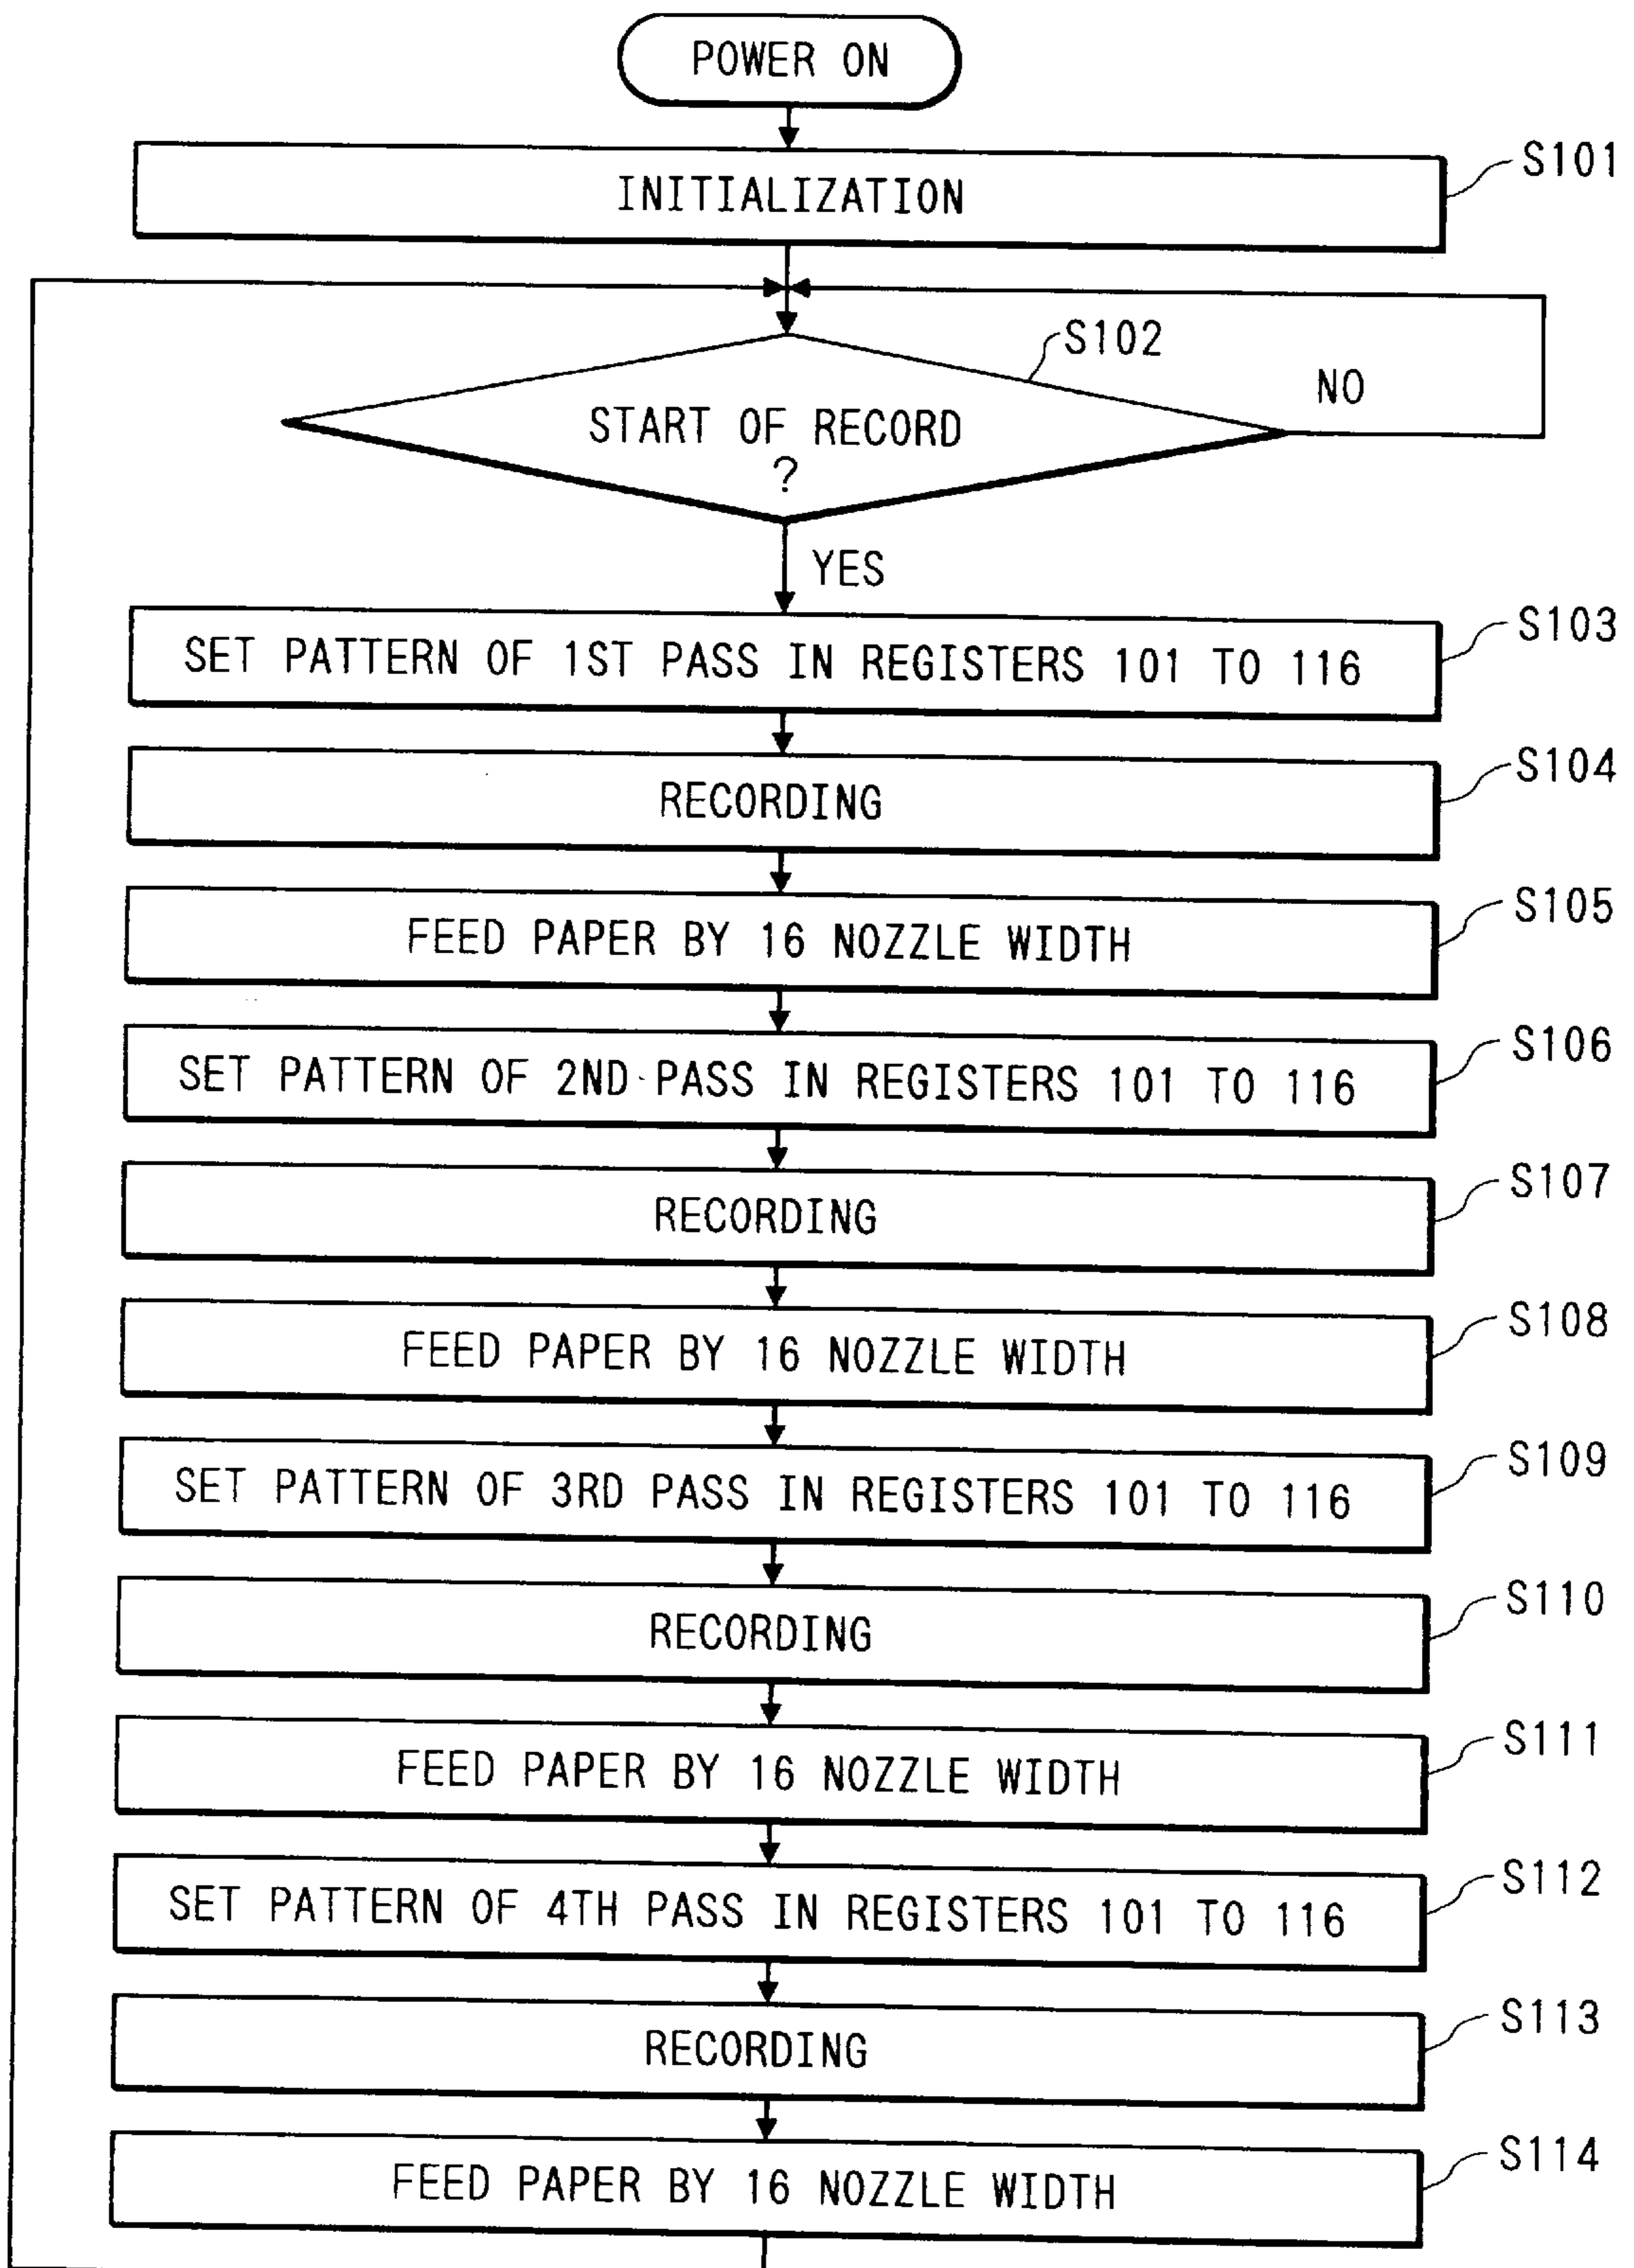 POWER ON
S101
INITIALIZATION
S102
NO
START OF RECORD
?
YES
S103
SET PATTERN OF 1ST PASS IN REGISTERS 101 TO 116
S104
RECORDING
S105
FEED PAPER BY 16 NOZZLE WIDTH
S106
SET PATTERN OF 2ND PASS IN REGISTERS 101 TO 116
S107
RECORDING
S108
FEED PAPER BY 16 NOZZLE WIDTH
S109
SET PATTERN OF 3RD PASS IN REGISTERS 101 TO 116
S110
RECORDING
S111
FEED PAPER BY 16 NOZZLE WIDTH
S112
SET PATTERN OF 4TH PASS IN REGISTERS 101 TO 116
S113
RECORDING
S114
FEED PAPER BY 16 NOZZLE WIDTH